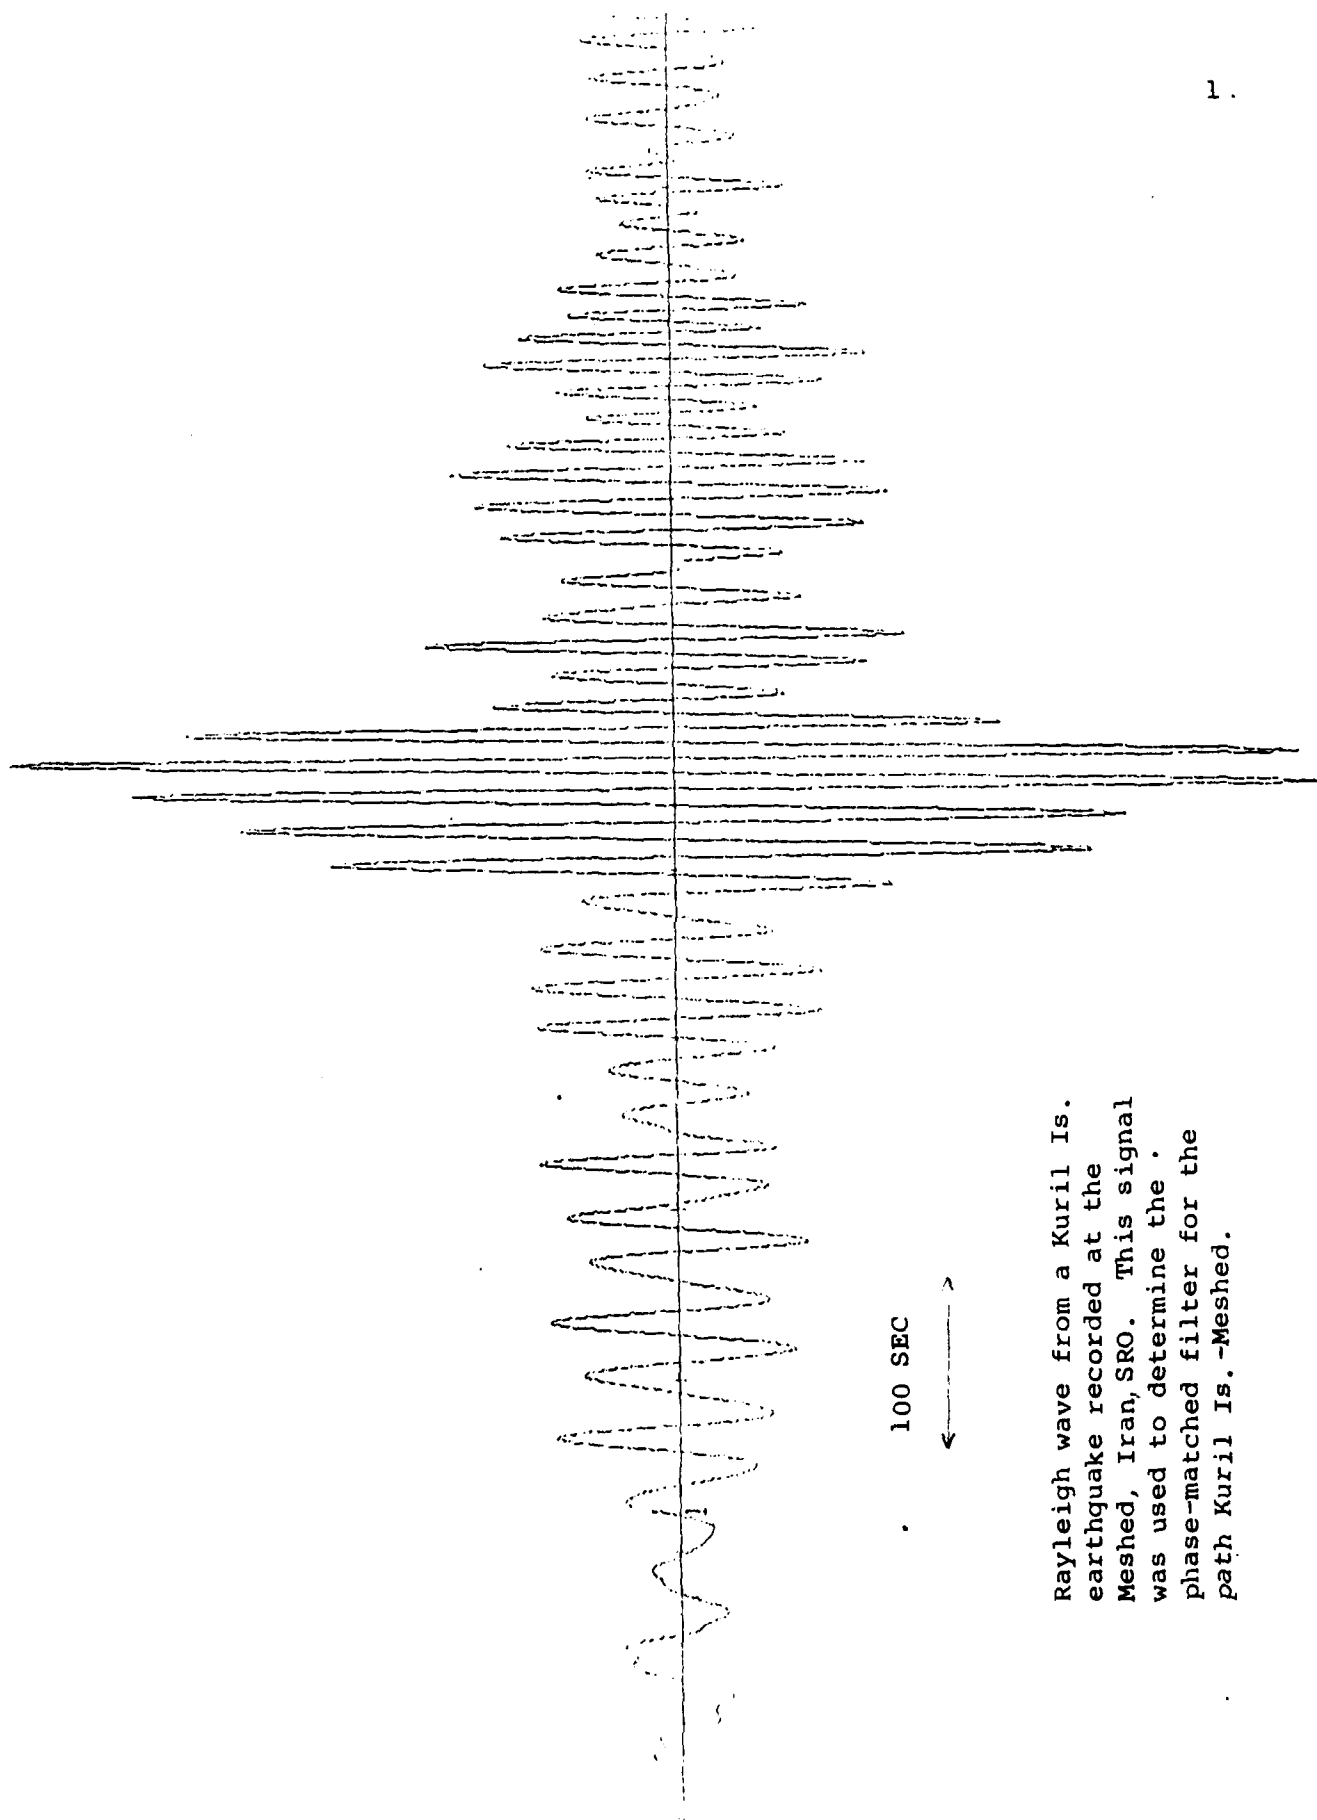 1.
100 SEC
Rayleigh wave from a Kuril Is.
earthquake recorded at the
Meshed, Iran, SRO. This signal
was used to determine the
phase-matched filter for the
path Kuril Is.-Meshed.